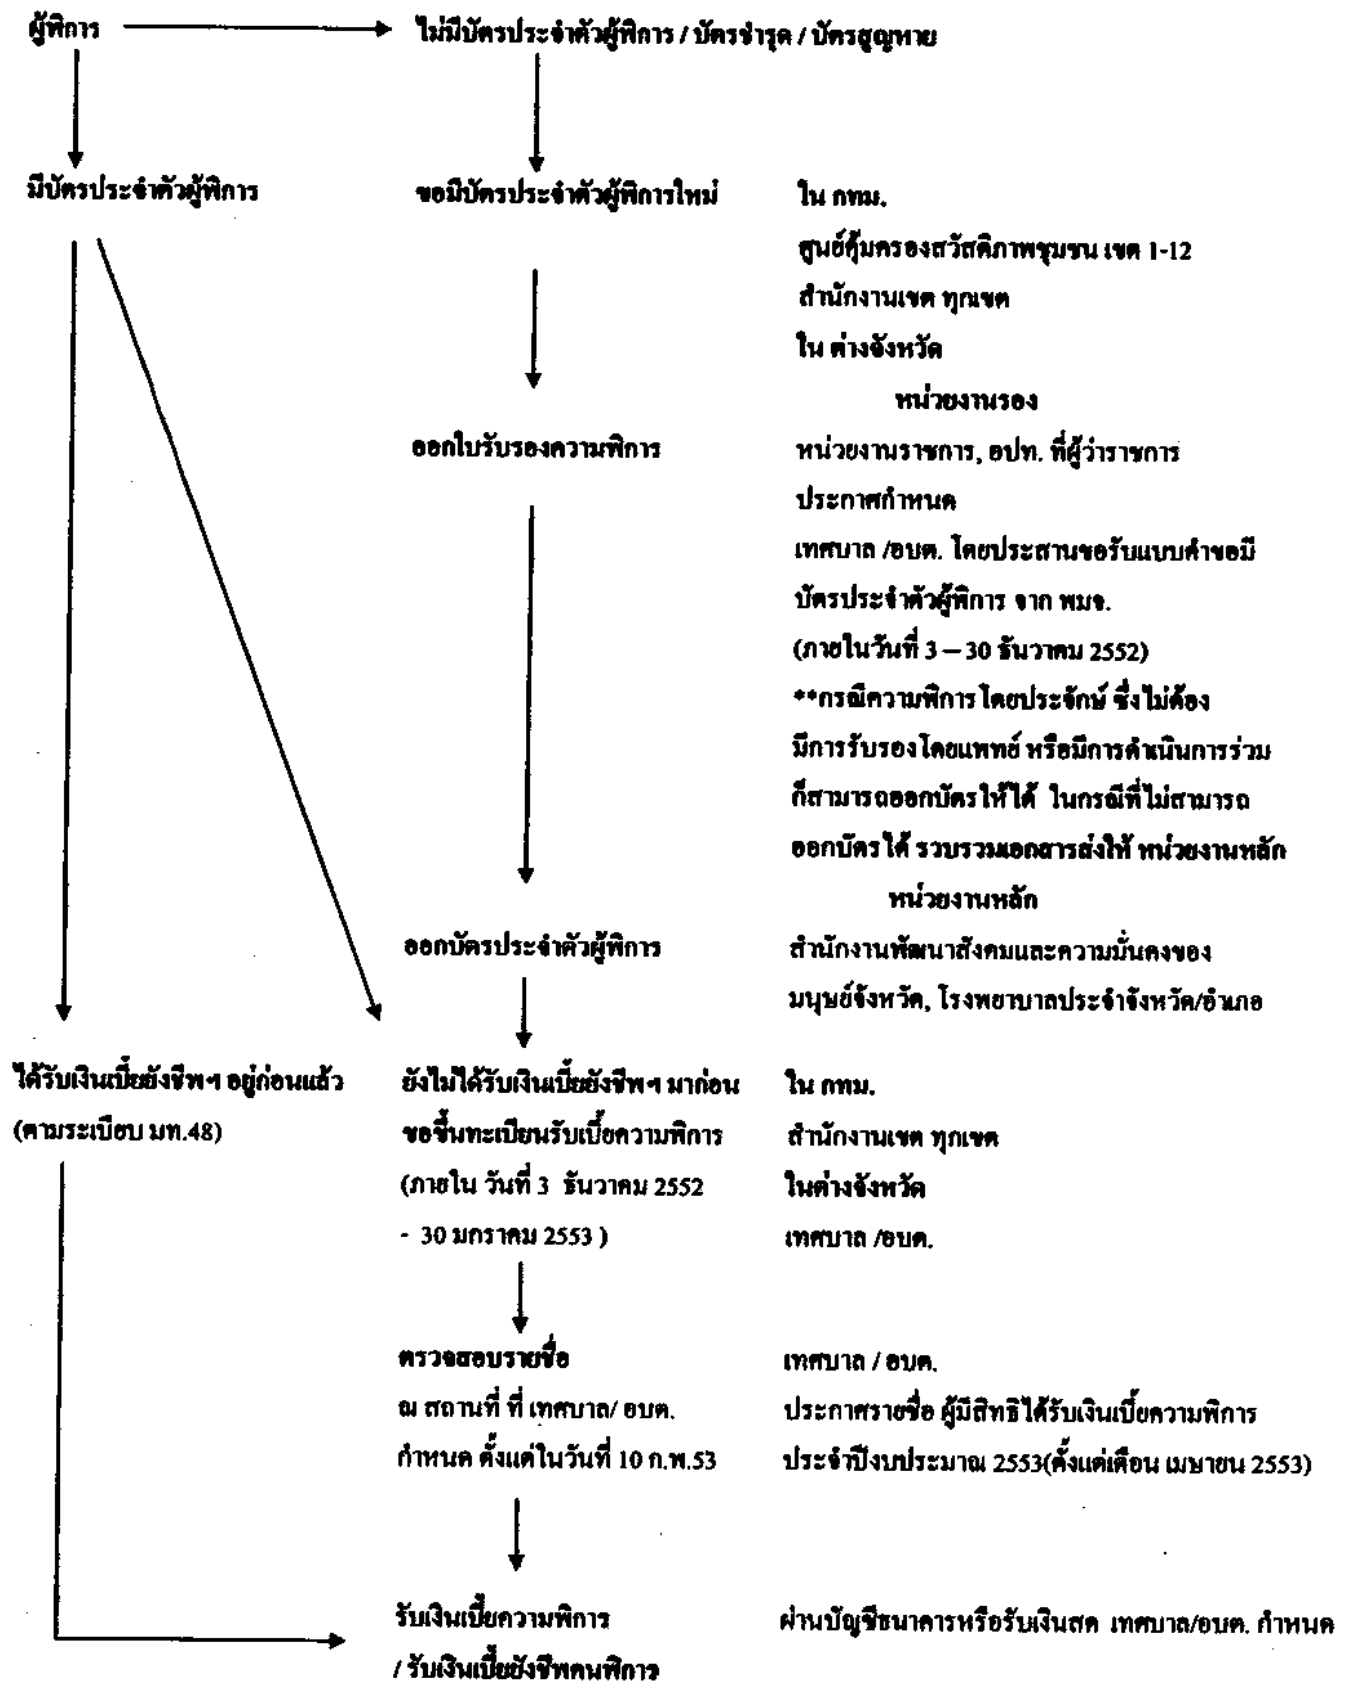 ผู้พิการ ไม่มีบัตรประจำตัวผู้พิการ / บัตรชำรุด / บัตรสูญหาย
มีบัตรประจำตัวผู้พิการ ขอมีบัตรประจำตัวผู้พิการใหม่ ใน กทม.
ศูนย์คุ้มครองสวัสดิภาพชุมชน เขต 1-12
สำนักงานเขต ทุกเขต
ใน ต่างจังหวัด
หน่วยงานรอง
ออกใบรับรองความพิการ หน่วยงานราชการ, อปท. ที่ผู้ว่าราชการ
ประกาศกำหนด
เทศบาล /อบต. โดยประสานขอรับแบบคำขอมี
บัตรประจำตัวผู้พิการ จาก พมจ.
(ภายในวันที่ 3 – 30 ธันวาคม 2552)
**กรณีความพิการโดยประจักษ์ ซึ่งไม่ต้อง
มีการรับรองโดยแพทย์ หรือมีการดำเนินการร่วม
ก็สามารถออกบัตรให้ได้ ในกรณีที่ไม่สามารถ
ออกบัตรได้ รวบรวมเอกสารส่งให้ หน่วยงานหลัก
หน่วยงานหลัก
ออกบัตรประจำตัวผู้พิการ สำนักงานพัฒนาสังคมและความมั่นคงของ
มนุษย์จังหวัด, โรงพยาบาลประจำจังหวัด/อำเภอ
ได้รับเงินเบี้ยยังชีพฯ อยู่ก่อนแล้ว ยังไม่ได้รับเงินเบี้ยยังชีพฯ มาก่อน ใน กทม.
(ตามระเบียบ มท.48) ขอขึ้นทะเบียนรับเบี้ยความพิการ สำนักงานเขต ทุกเขต
(ภายใน วันที่ 3 ธันวาคม 2552 ในต่างจังหวัด
- 30 มกราคม 2553 ) เทศบาล /อบต.
ตรวจสอบรายชื่อ เทศบาล / อบต.
ณ สถานที่ ที่ เทศบาล/ อบต. ประกาศรายชื่อ ผู้มีสิทธิได้รับเงินเบี้ยความพิการ
กำหนด ตั้งแต่ในวันที่ 10 ก.พ.53 ประจำปีงบประมาณ 2553(ตั้งแต่เดือน เมษายน 2553)
รับเงินเบี้ยความพิการ ผ่านบัญชีธนาคารหรือรับเงินสด เทศบาล/อบต. กำหนด
/ รับเงินเบี้ยยังชีพคนพิการ